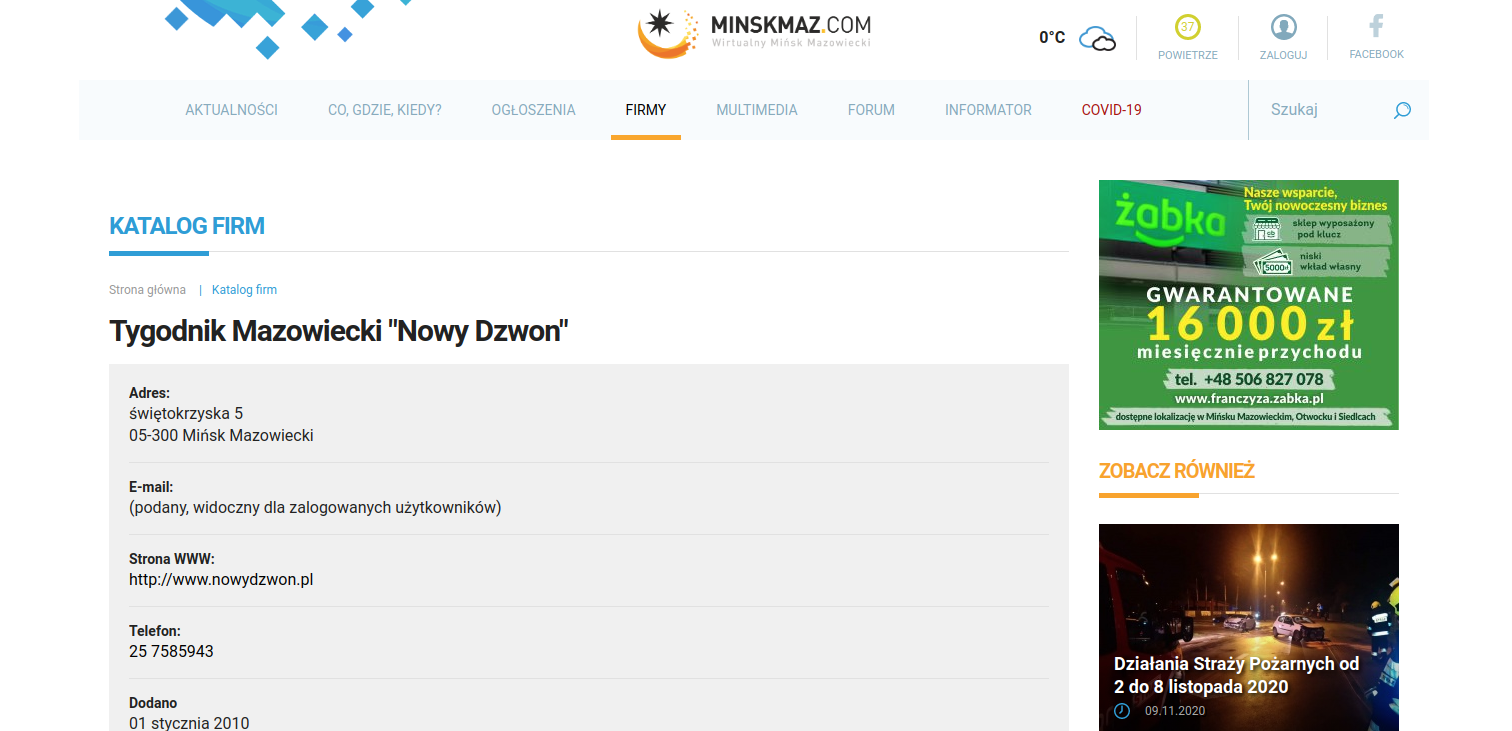 MINSKMAZ.COM
Wirtualny Mińsk Mazowiecki
0°C
37
POWIETRZE
ZALOGUJ
FACEBOOK
AKTUALNOŚCI
CO, GDZIE, KIEDY?
OGŁOSZENIA
FIRMY
MULTIMEDIA
FORUM
INFORMATOR
COVID-19
Szukaj
KATALOG FIRM
Strona główna | Katalog firm
Tygodnik Mazowiecki "Nowy Dzwon"
Adres:
świętokrzyska 5
05-300 Mińsk Mazowiecki
E-mail:
(podany, widoczny dla zalogowanych użytkowników)
Strona WWW:
http://www.nowydzwon.pl
Telefon:
25 7585943
Dodano
01 stycznia 2010
żabka
Nasze wsparcie,
Twój nowoczesny biznes
sklep wyposażony
pod klucz
5000zł
niski
wkład własny
GWARANTOWANE
16 000 zł
miesięcznie przychodu
tel. +48 506 827 078
www.franczyza.zabka.pl
dostępne lokalizację w Mińsku Mazowieckim, Otwocku i Siedlcach
ZOBACZ RÓWNIEŻ
Działania Straży Pożarnych od
2 do 8 listopada 2020
09.11.2020